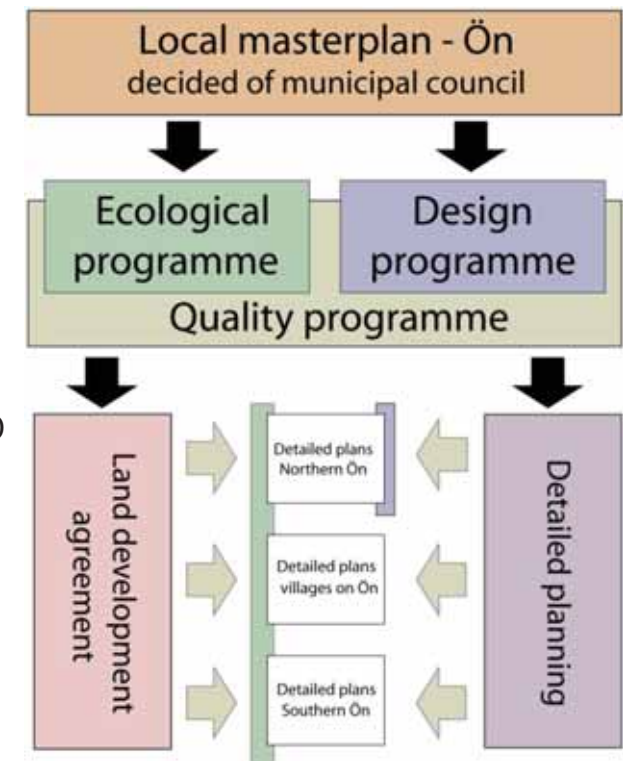 Local masterplan - Ön
decided of municipal council
Ecological
programme
Design
programme
Quality programme
Land development
agreement
Detailed plans
Northern Ön
Detailed plans
villages on Ön
Detailed plans
Southern Ön
Detailed planning